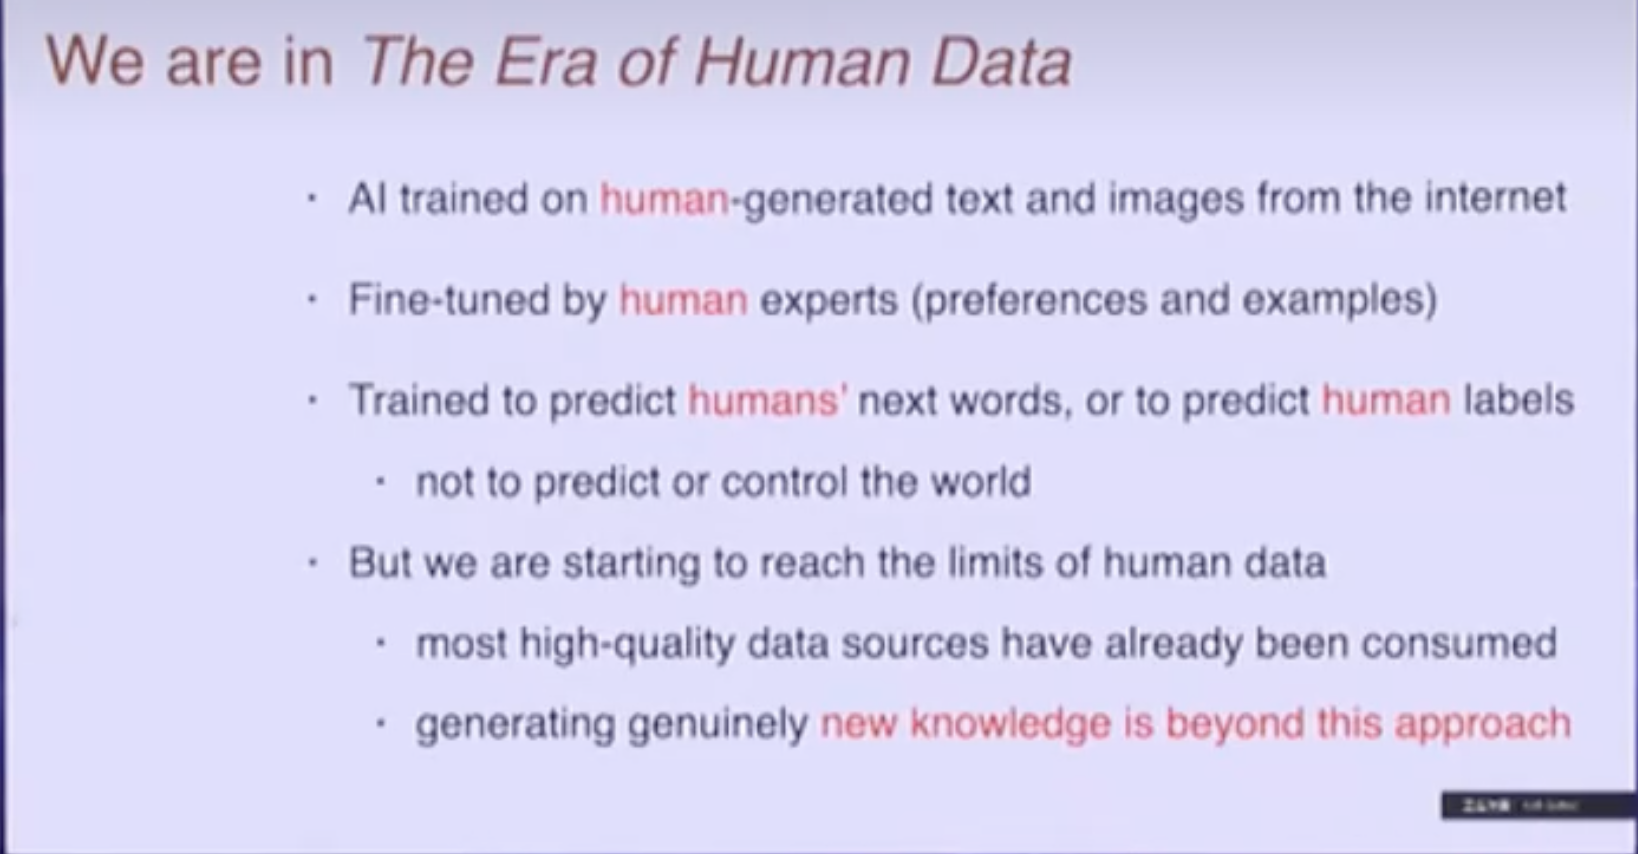 We are in The Era of Human Data
· AI trained on human-generated text and images from the internet
· Fine-tuned by human experts (preferences and examples)
· Trained to predict humans' next words, or to predict human labels
· not to predict or control the world
· But we are starting to reach the limits of human data
· most high-quality data sources have already been consumed
· generating genuinely new knowledge is beyond this approach